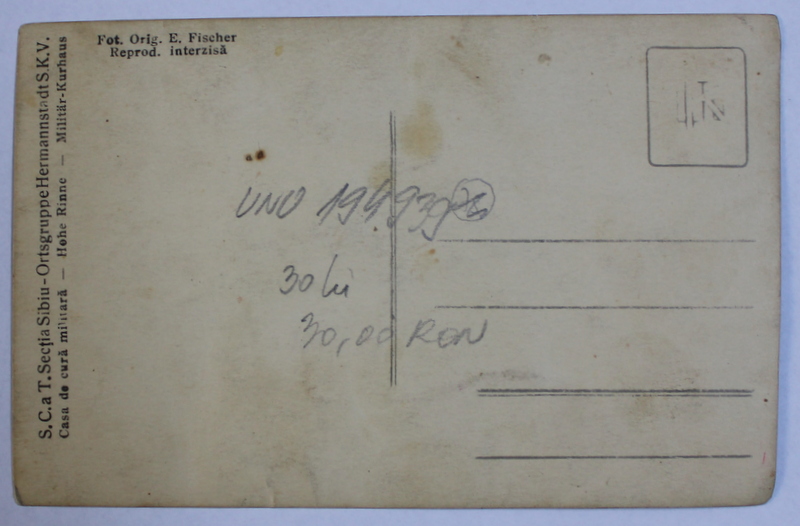 Fot. Orig. E. Fischer
Reprod. interzisă
S. C. a T. Secția Sibiu - Ortsgruppe Hermannstadt S.K.V.
Casa de cură militară — Hohe Rinne — Militär-Kurhaus
UNO
30 lei
30,00 RON